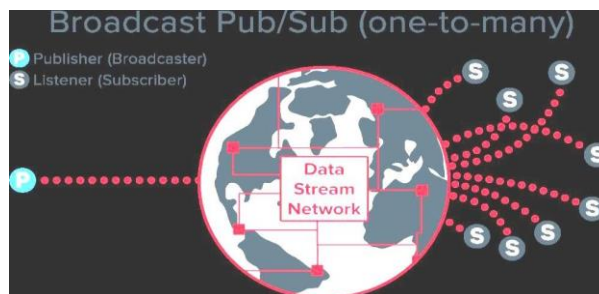 Broadcast Pub/Sub (one-to-many)
P Publisher (Broadcaster)
S Listener (Subscriber)
P
Data
Stream
Network
S
S
S
S
S
S
S
S